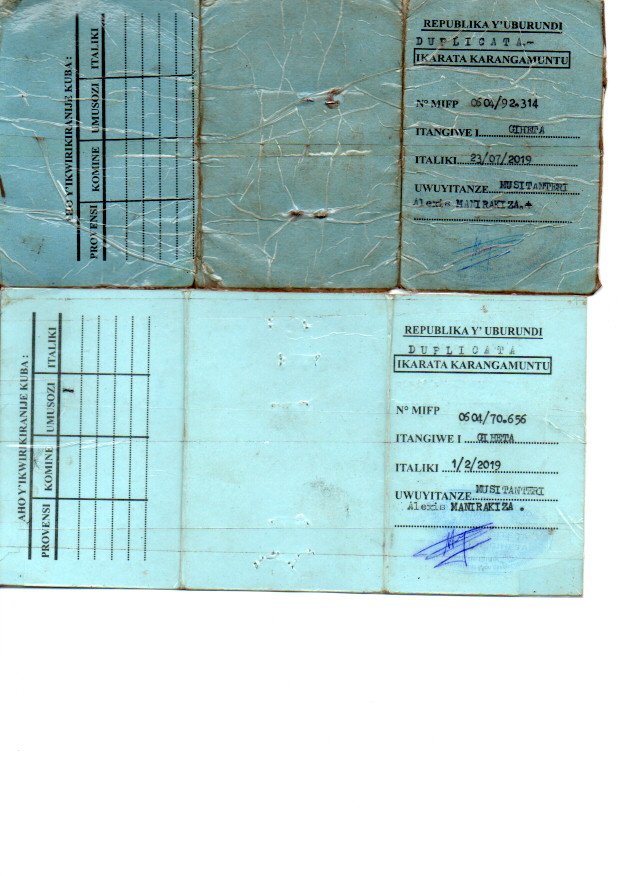 AHO Y'IKWIRIKIRANIJE KUBA :
PROVENSI KOMINE UMUSOZI ITALIKI
REPUBLIKA Y'UBURUNDI
DUPLICATA-
IKARATA KARANGAMUNTU
N° MIFP 0604/92.314
ITANGIWE I GIHETA
ITALIKI 23/07/2019
UWUYITANZE MUSITANTERI
Alexis MANIRAKIZA.+
AHO Y'IKWIRIKIRANIJE KUBA :
PROVENSI KOMINE UMUSOZI ITALIKI
REPUBLIKA Y' UBURUNDI
DUPLICATA
IKARATA KARANGAMUNTU
N° MIFP 0604/70.656
ITANGIWE I GIHETA
ITALIKI 1/2/2019
UWUYITANZE MUSITANTERI
Alexis MANIRAKIZA .